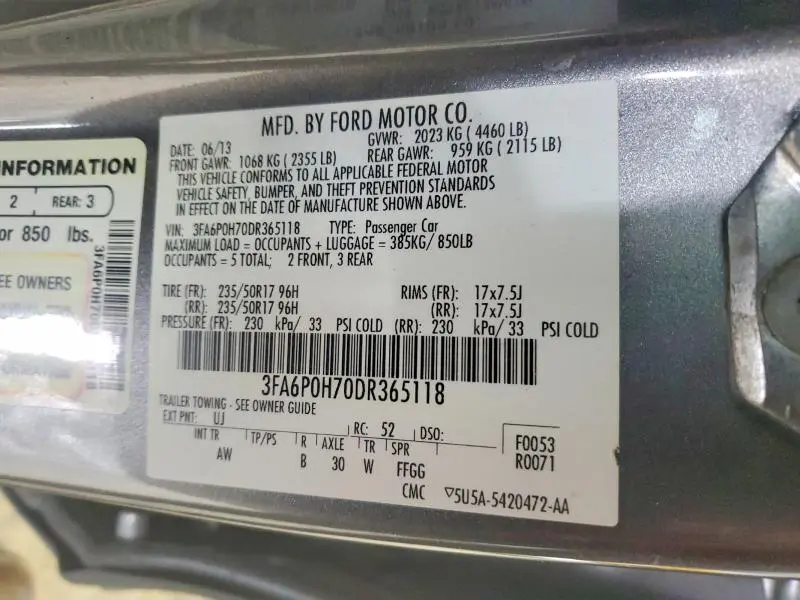 MFD. BY FORD MOTOR CO.
DATE: 06/13 GVWR: 2023 KG ( 4460 LB)
FRONT GAWR: 1068 KG ( 2355 LB) REAR GAWR: 959 KG ( 2115 LB)
THIS VEHICLE CONFORMS TO ALL APPLICABLE FEDERAL MOTOR
VEHICLE SAFETY, BUMPER, AND THEFT PREVENTION STANDARDS
IN EFFECT ON THE DATE OF MANUFACTURE SHOWN ABOVE.
VIN: 3FA6P0H70DR365118 TYPE: Passenger Car
MAXIMUM LOAD = OCCUPANTS + LUGGAGE = 385KG/ 850LB
OCCUPANTS = 5 TOTAL; 2 FRONT, 3 REAR
TIRE (FR): 235/50R17 96H RIMS (FR): 17x7.5J
(RR): 235/50R17 96H (RR): 17x7.5J
PRESSURE (FR): 230 kPa/ 33 PSI COLD (RR): 230 kPa/ 33 PSI COLD
3FA6P0H70DR365118
TRAILER TOWING - SEE OWNER GUIDE
EXT PNT: UJ RC: 52 DSO: F0053
INT TR TP/PS R AXLE TR SPR R0071
AW B 30 W FFGG
CMC ▽5U5A-5420472-AA
INFORMATION
2 REAR: 3
or 850 lbs.
EE OWNERS
3FA6P0H70